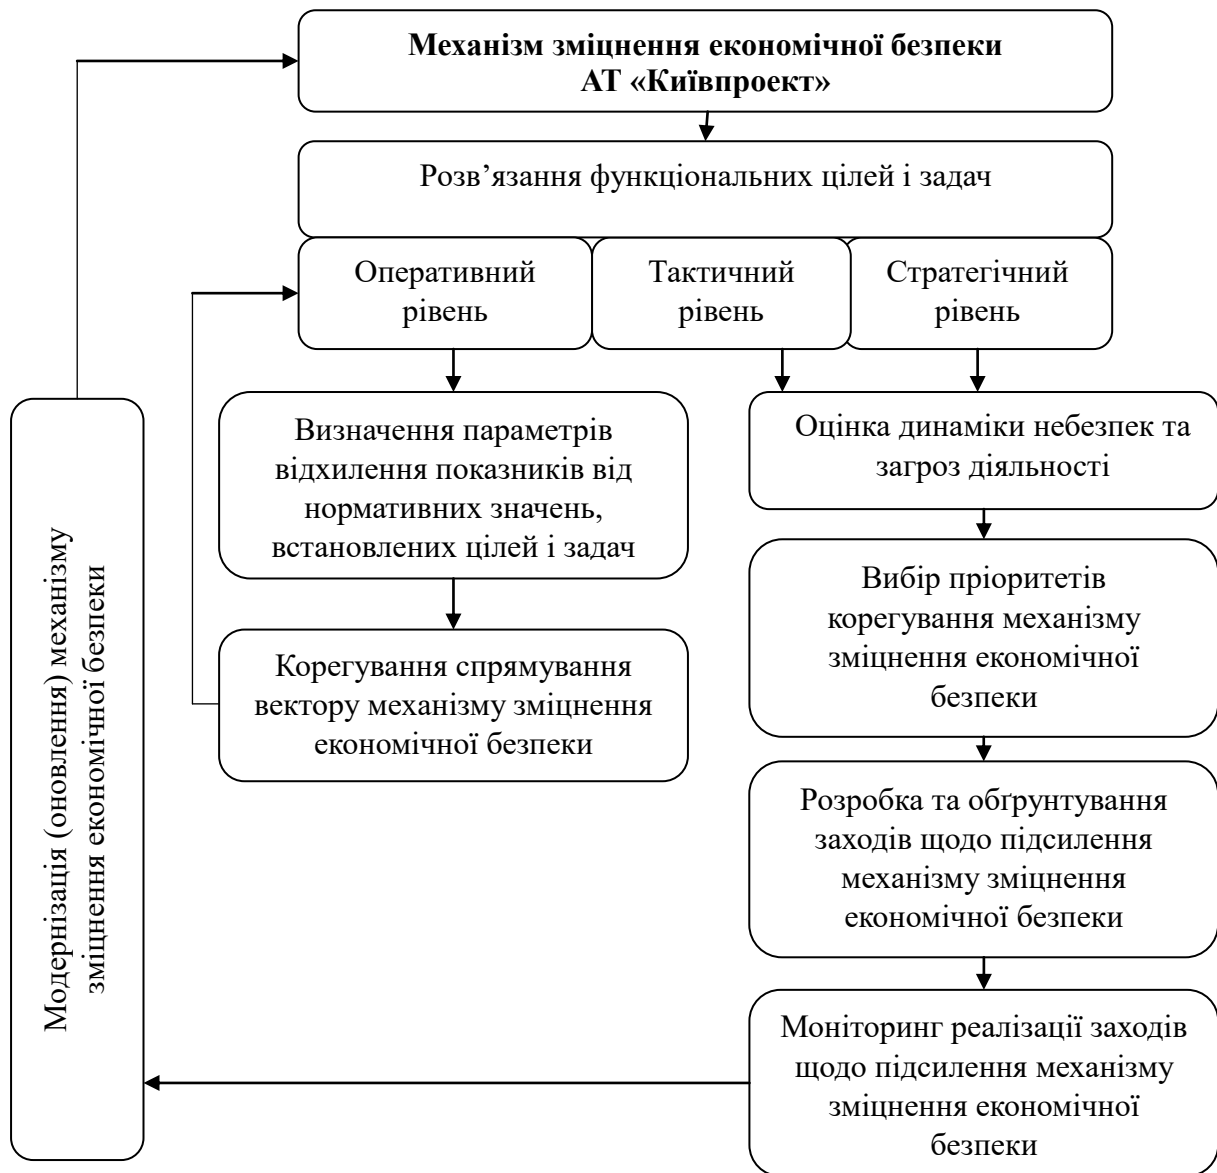 Механізм зміцнення економічної безпеки
АТ «Київпроект»
Розв’язання функціональних цілей і задач
Оперативний
рівень
Тактичний
рівень
Стратегічний
рівень
Визначення параметрів
відхилення показників від
нормативних значень,
встановлених цілей і задач
Корегування спрямування
вектору механізму зміцнення
економічної безпеки
Оцінка динаміки небезпек та
загроз діяльності
Вибір пріоритетів
корегування механізму
зміцнення економічної
безпеки
Розробка та обґрунтування
заходів щодо підсилення
механізму зміцнення
економічної безпеки
Моніторинг реалізації заходів
щодо підсилення механізму
зміцнення економічної
безпеки
Модернізація (оновлення) механізму
зміцнення економічної безпеки